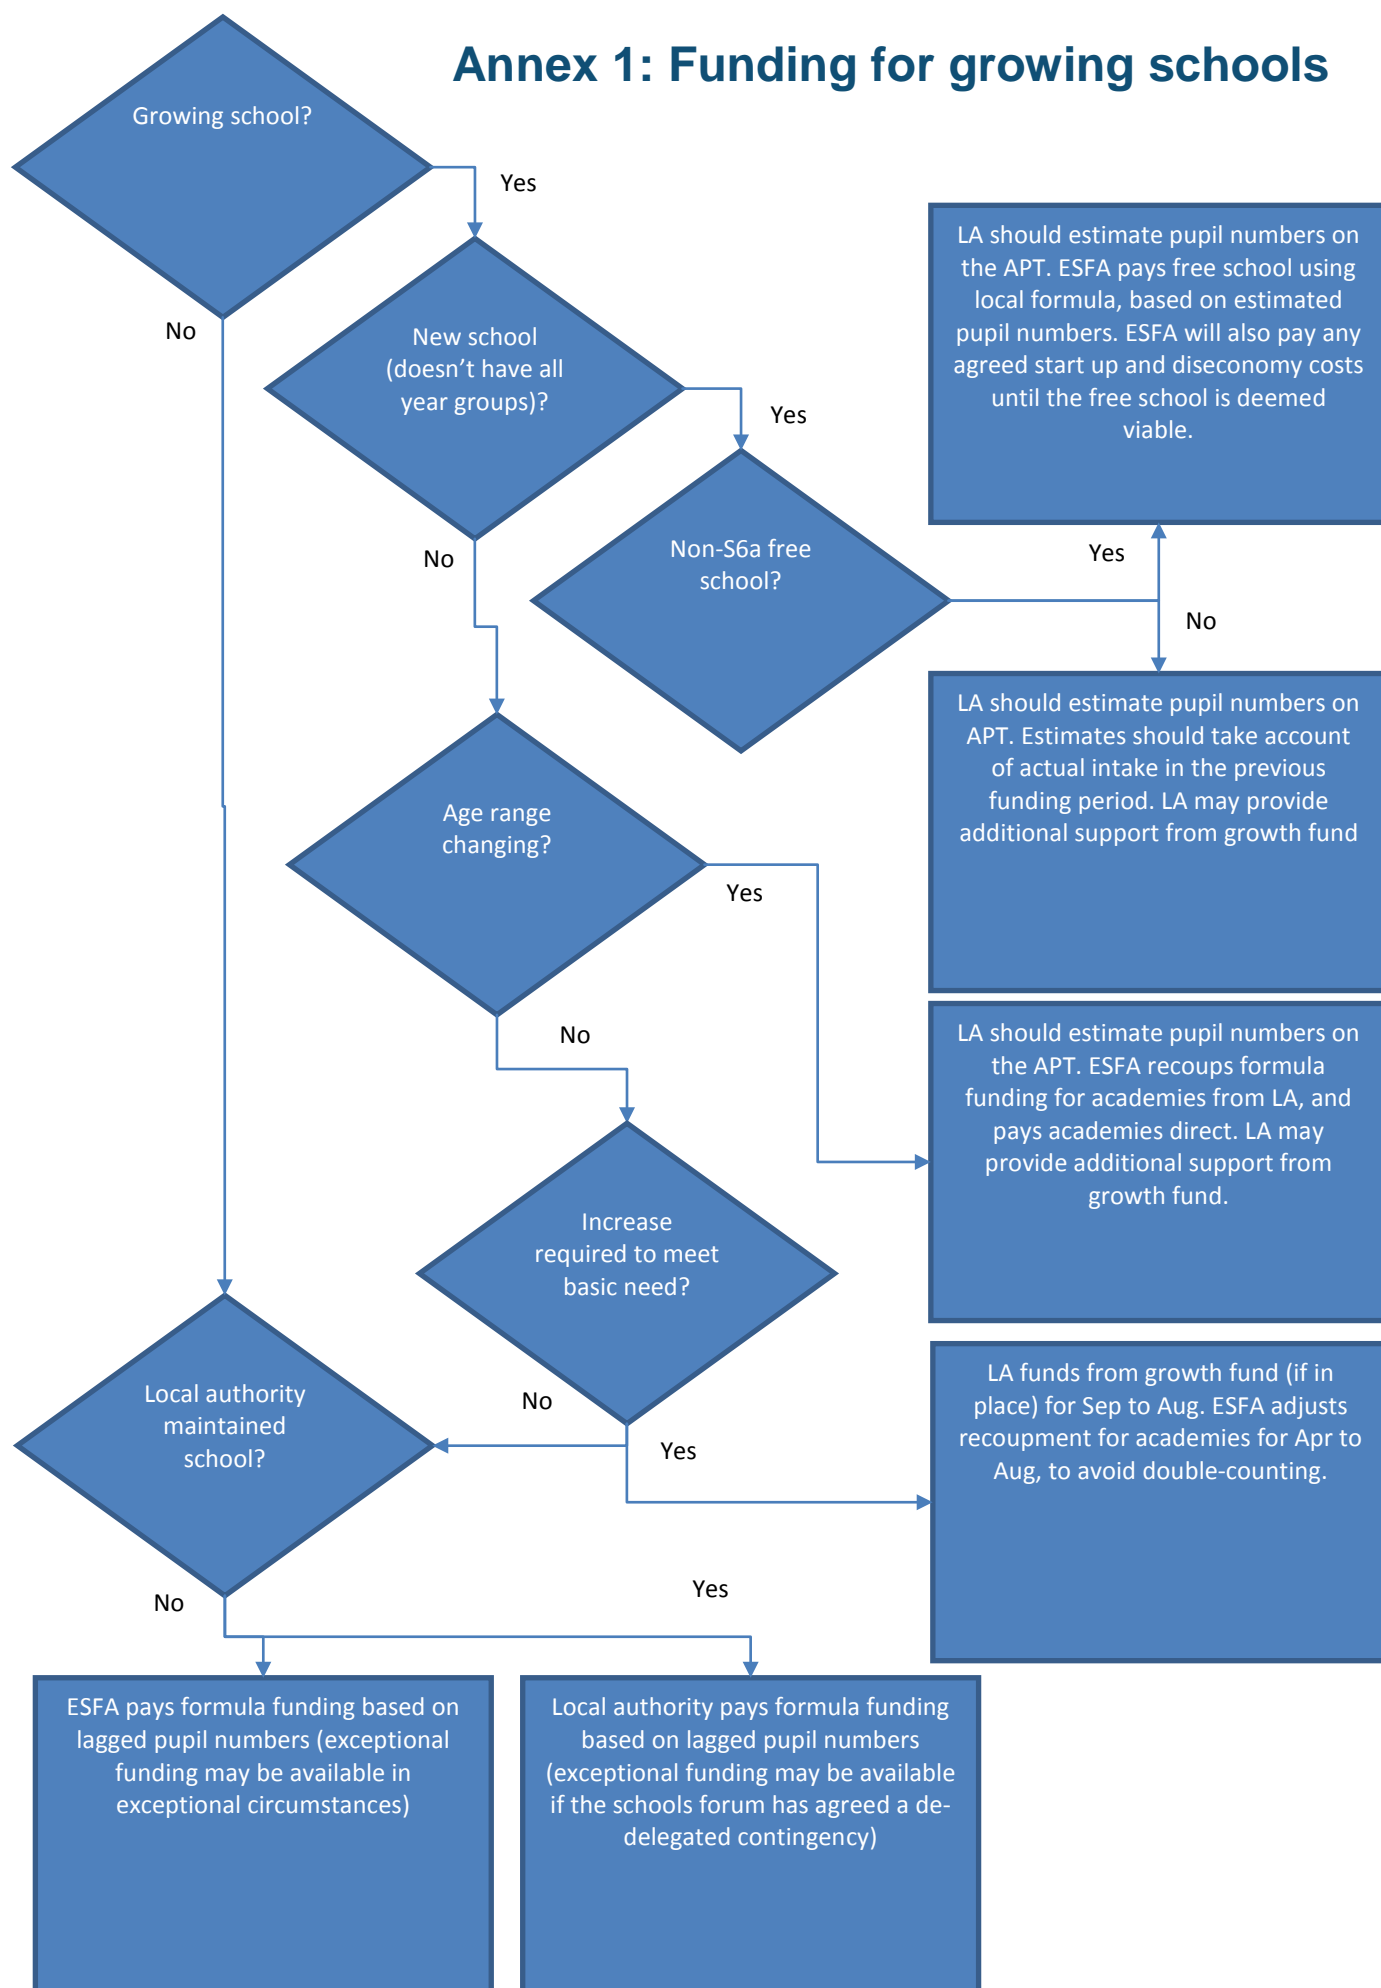 Annex 1: Funding for growing schools
Growing school?
Yes
No
New school
(doesn't have all
year groups)?
Yes
No
Non-S6a free
school?
Yes
No
LA should estimate pupil numbers on
the APT. ESFA pays free school using
local formula, based on estimated
pupil numbers. ESFA will also pay any
agreed start up and diseconomy costs
until the free school is deemed
viable.
LA should estimate pupil numbers on
APT. Estimates should take account
of actual intake in the previous
funding period. LA may provide
additional support from growth fund
Age range
changing?
Yes
No
LA should estimate pupil numbers on
the APT. ESFA recoups formula
funding for academies from LA, and
pays academies direct. LA may
provide additional support from
growth fund.
Increase
required to meet
basic need?
No
Yes
LA funds from growth fund (if in
place) for Sep to Aug. ESFA adjusts
recoupment for academies for Apr to
Aug, to avoid double-counting.
Local authority
maintained
school?
No
Yes
ESFA pays formula funding based on
lagged pupil numbers (exceptional
funding may be available in
exceptional circumstances)
Local authority pays formula funding
based on lagged pupil numbers
(exceptional funding may be available
if the schools forum has agreed a de-
delegated contingency)